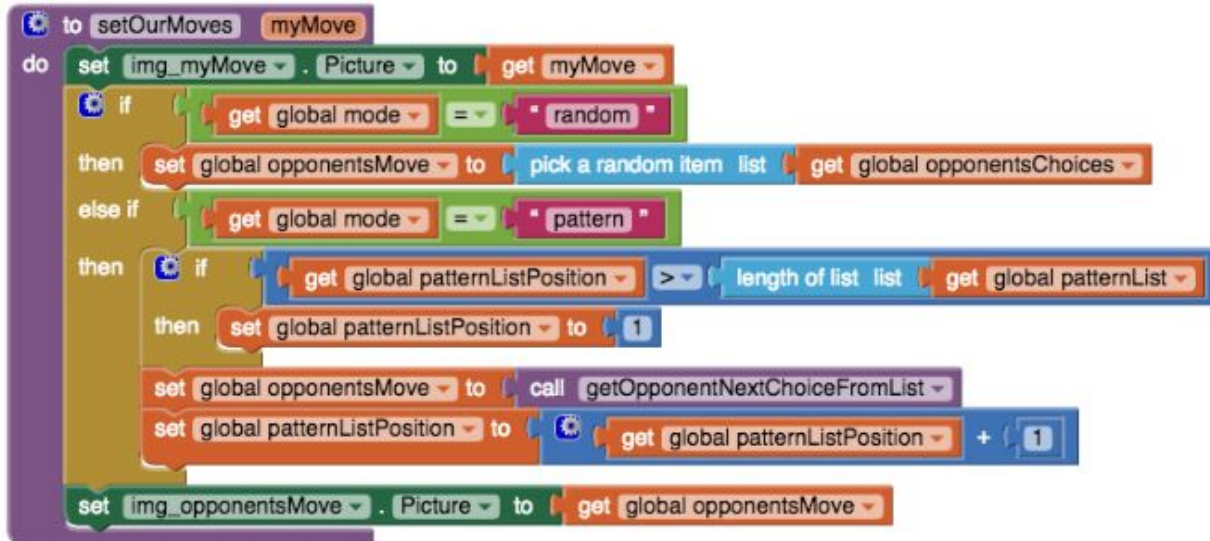 to setOurMoves myMove
do set img_myMove . Picture to get myMove
if get global mode = " random "
then set global opponentsMove to pick a random item list get global opponentsChoices
else if get global mode = " pattern "
then if get global patternListPosition > length of list list get global patternList
then set global patternListPosition to 1
set global opponentsMove to call getOpponentNextChoiceFromList
set global patternListPosition to get global patternListPosition + 1
set img_opponentsMove . Picture to get global opponentsMove